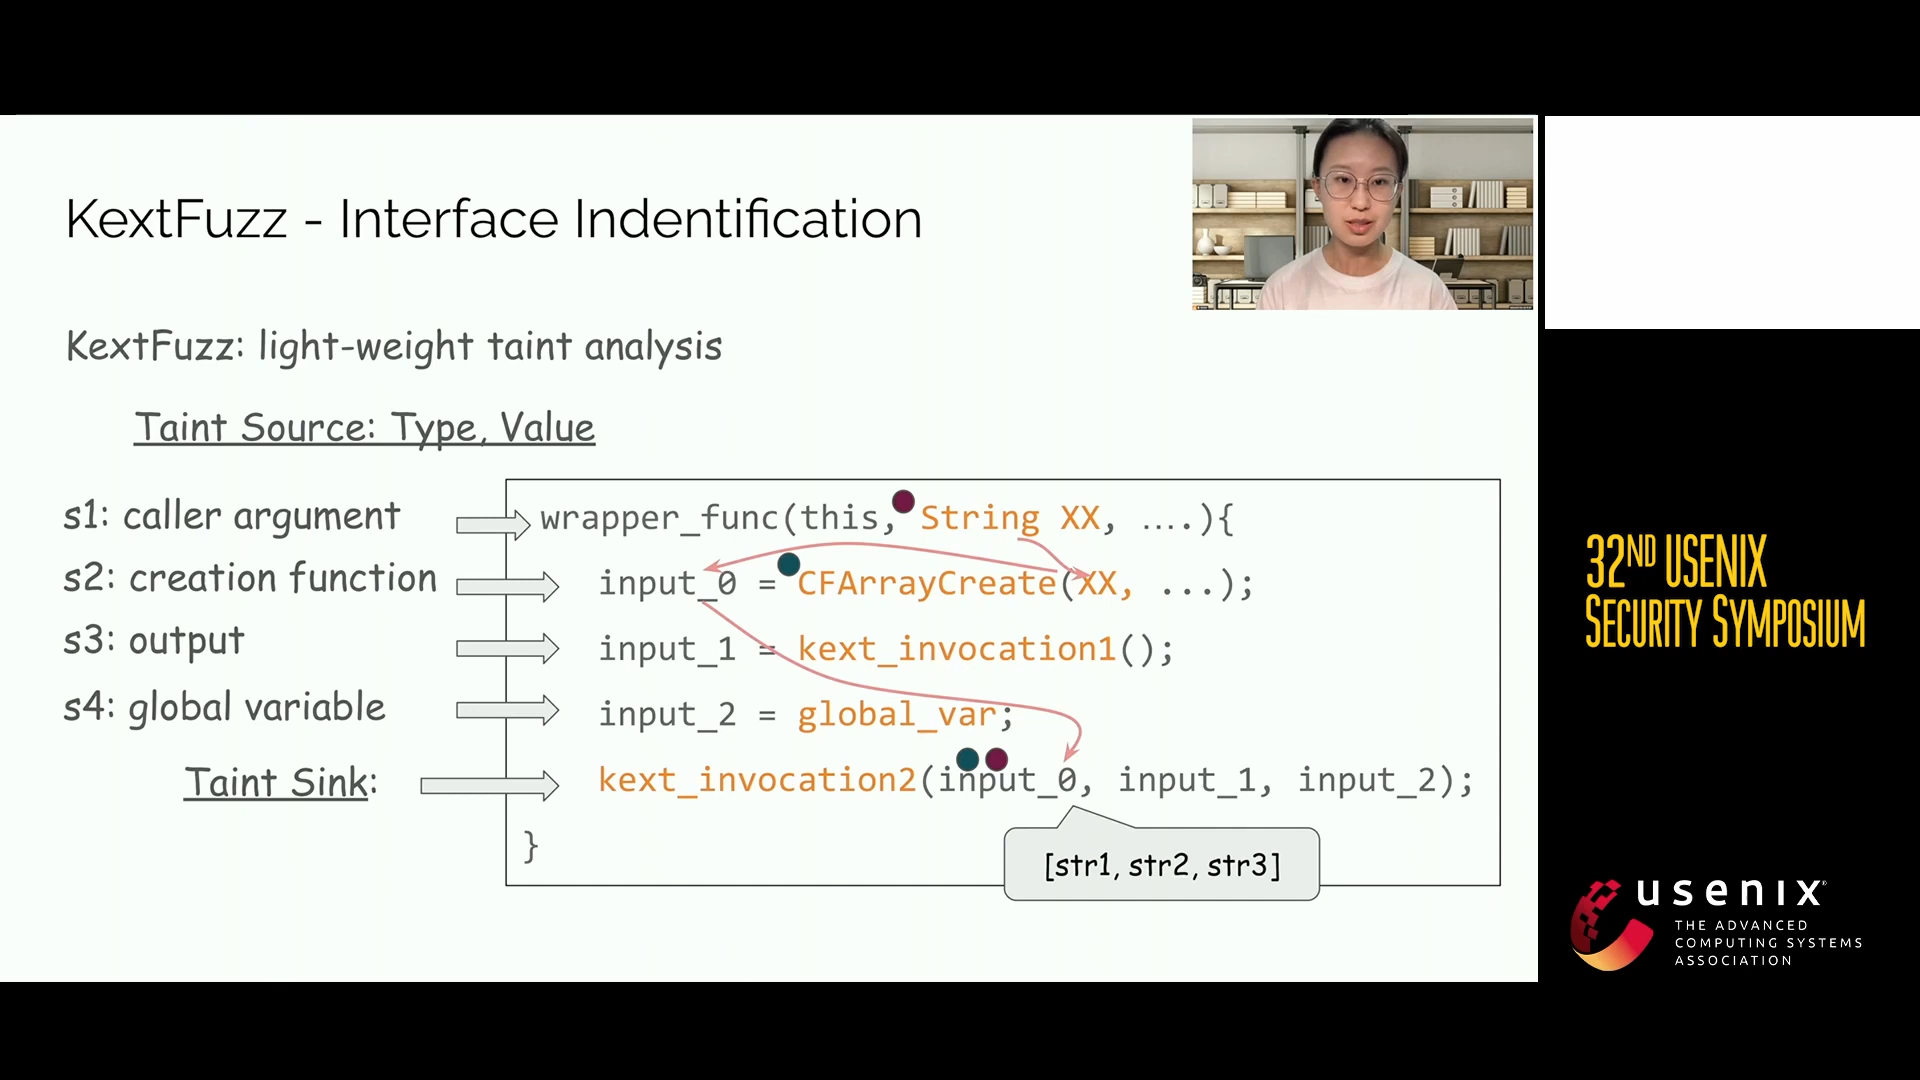 KextFuzz - Interface Indentification
KextFuzz: light-weight taint analysis
Taint Source: Type, Value
s1: caller argument
s2: creation function
s3: output
s4: global variable
Taint Sink:
wrapper_func(this, String XX, ....){
input_0 = CFArrayCreate(XX, ...);
input_1 = kext_invocation1();
input_2 = global_var;
kext_invocation2(input_0, input_1, input_2);
}
[str1, str2, str3]
32ND USENIX
SECURITY SYMPOSIUM
usenix
THE ADVANCED
COMPUTING SYSTEMS
ASSOCIATION